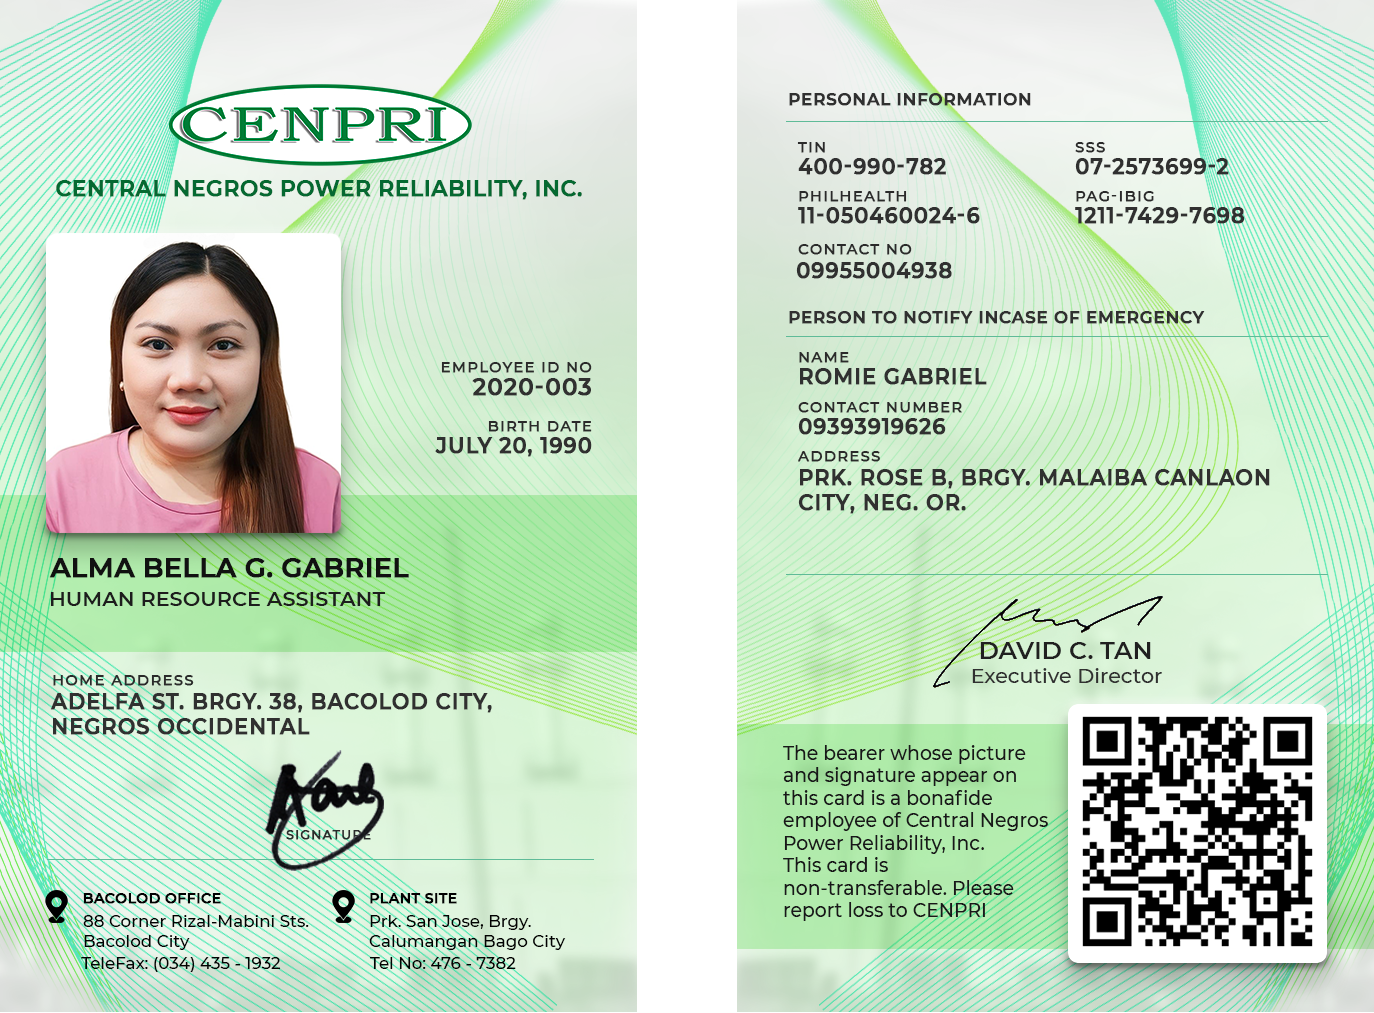 CENPRI
CENTRAL NEGROS POWER RELIABILITY, INC.
EMPLOYEE ID NO
2020-003
BIRTH DATE
JULY 20, 1990
ALMA BELLA G. GABRIEL
HUMAN RESOURCE ASSISTANT
HOME ADDRESS
ADELFA ST. BRGY. 38, BACOLOD CITY,
NEGROS OCCIDENTAL
SIGNATURE
BACOLOD OFFICE
88 Corner Rizal-Mabini Sts.
Bacolod City
TeleFax: (034) 435 - 1932
PLANT SITE
Prk. San Jose, Brgy.
Calumangan Bago City
Tel No: 476 - 7382
PERSONAL INFORMATION
TIN
400-990-782
SSS
07-2573699-2
PHILHEALTH
11-050460024-6
PAG-IBIG
1211-7429-7698
CONTACT NO
09955004938
PERSON TO NOTIFY INCASE OF EMERGENCY
NAME
ROMIE GABRIEL
CONTACT NUMBER
09393919626
ADDRESS
PRK. ROSE B, BRGY. MALAIBA CANLAON
CITY, NEG. OR.
DAVID C. TAN
Executive Director
The bearer whose picture
and signature appear on
this card is a bonafide
employee of Central Negros
Power Reliability, Inc.
This card is
non-transferable. Please
report loss to CENPRI